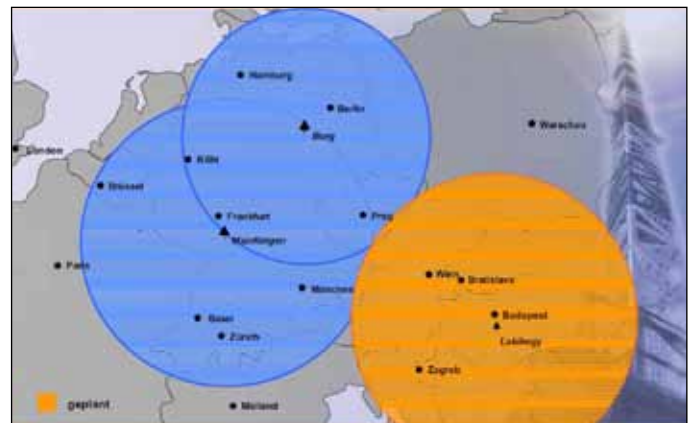 Hamburg
Berlin
Burg
Warschau
London
Köln
Brüssel
Frankfurt
Prag
Mainflingen
Paris
Wien
Bratislava
München
Budapest
Lakihegy
Basel
Zürich
Zagreb
geplant
Mailand